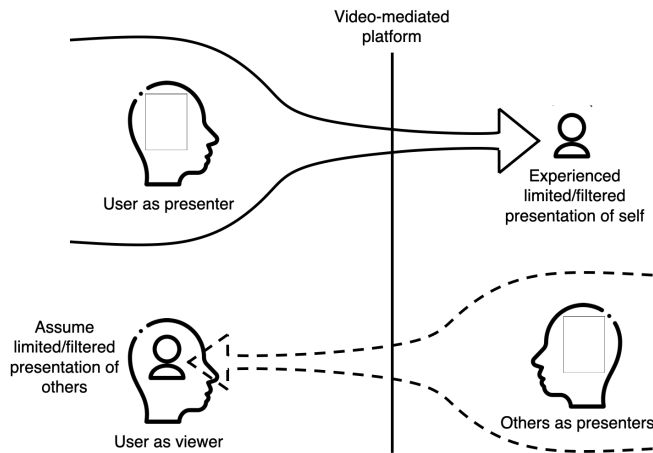 Video-mediated
platform
User as presenter
Experienced
limited/filtered
presentation of self
Assume
limited/filtered
presentation of
others
User as viewer
Others as presenters